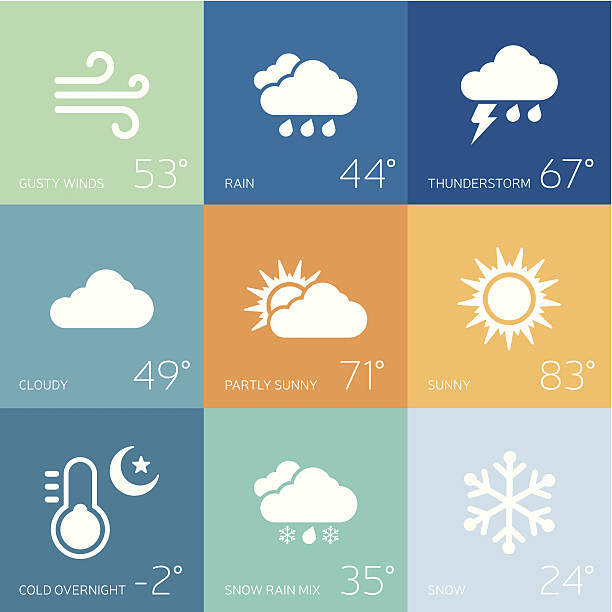 GUSTY WINDS 53°
RAIN 44°
THUNDERSTORM 67°
CLOUDY 49°
PARTLY SUNNY 71°
SUNNY 83°
COLD OVERNIGHT -2°
SNOW RAIN MIX 35°
SNOW 24°